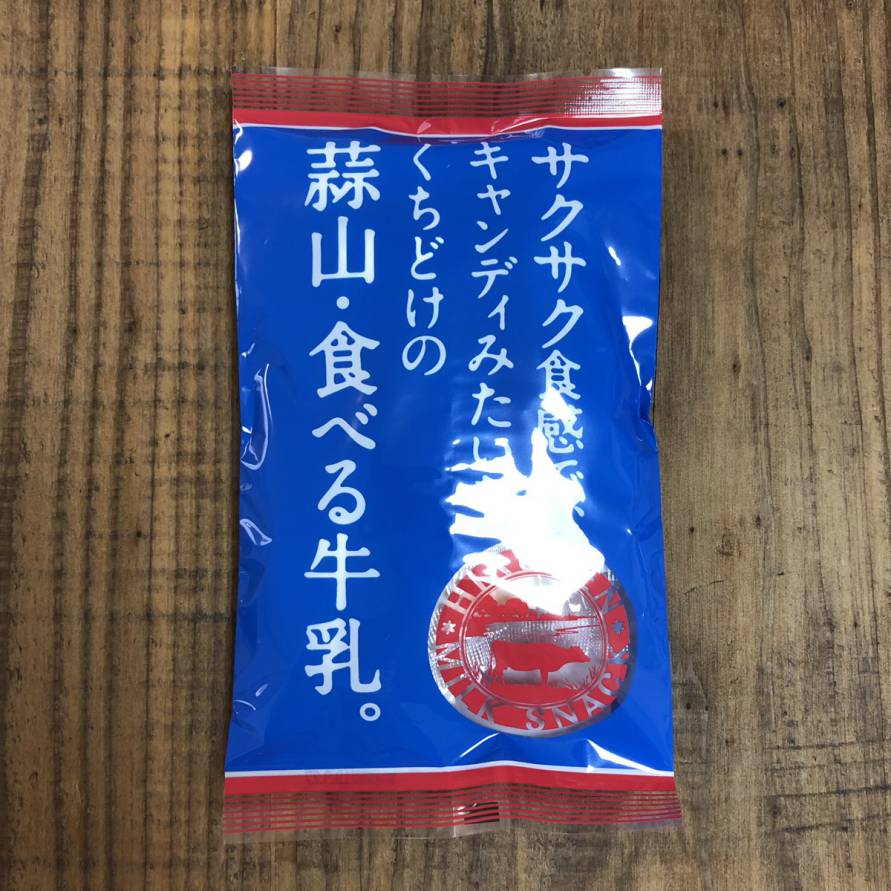 サクサク食感で、
キャンディみたい
くちどけの
蒜山・食べる牛乳。
MILK SNACK